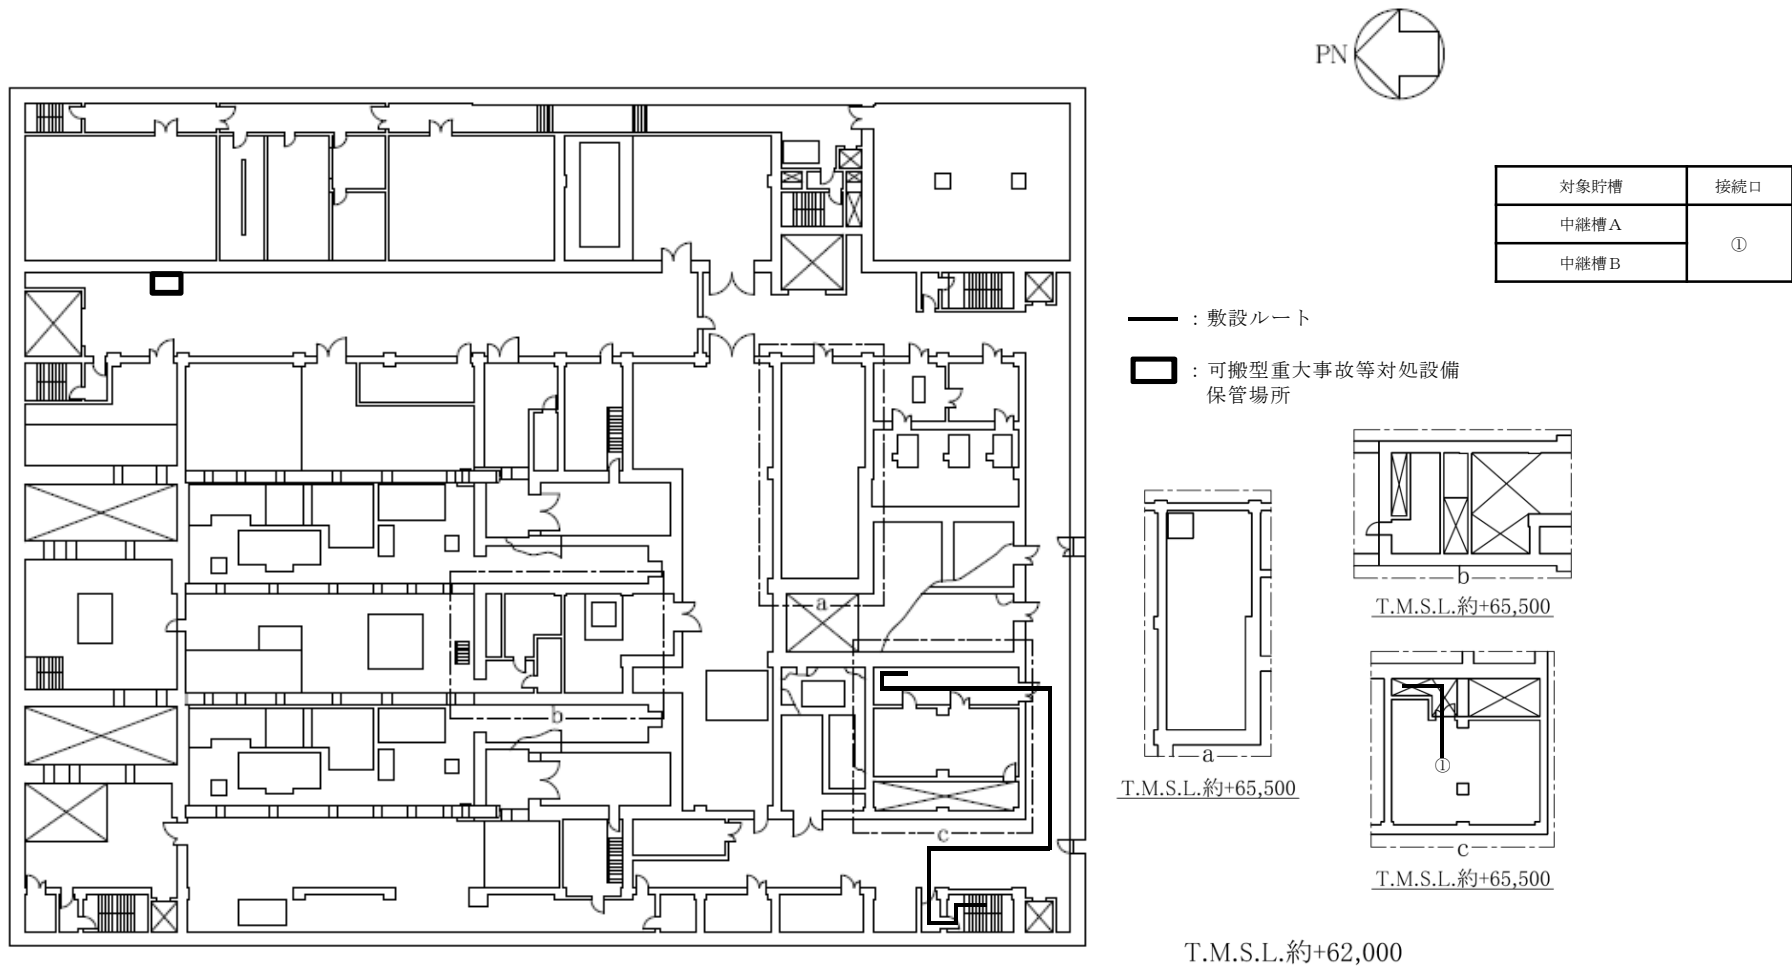 PN
対象貯槽 接続口
中継槽A
①
中継槽B
：敷設ルート
：可搬型重大事故等対処設備
保管場所
a
b
c
a
T.M.S.L.約+65,500
b
T.M.S.L.約+65,500
①
c
T.M.S.L.約+65,500
T.M.S.L.約+62,000